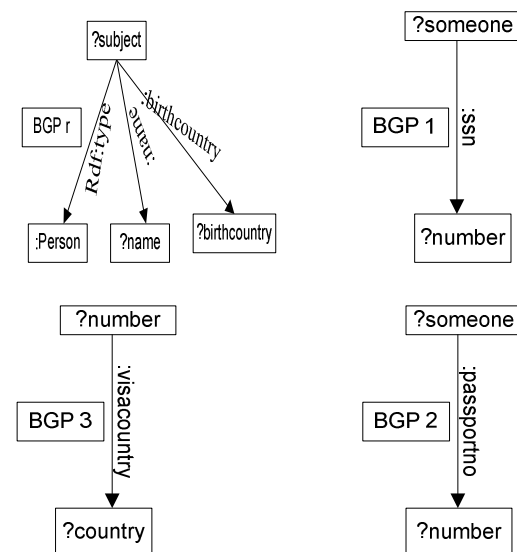 ?subject
BGP r
Rdf:type
:name
:birthcountry
:Person
?name
?birthcountry
?someone
BGP 1
:ssn
?number
?number
BGP 3
:visacountry
?country
?someone
BGP 2
:passportno
?number